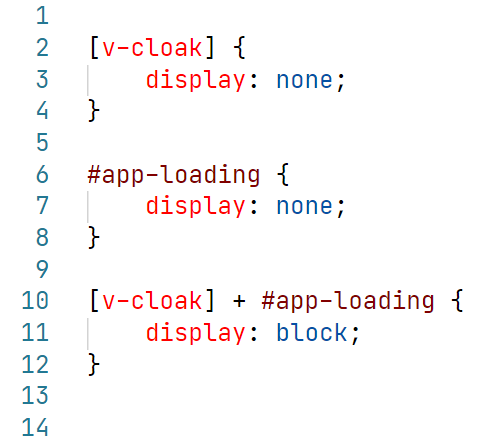 1
2 [v-cloak] {
3     display: none;
4 }
5
6 #app-loading {
7     display: none;
8 }
9
10 [v-cloak] + #app-loading {
11     display: block;
12 }
13
14